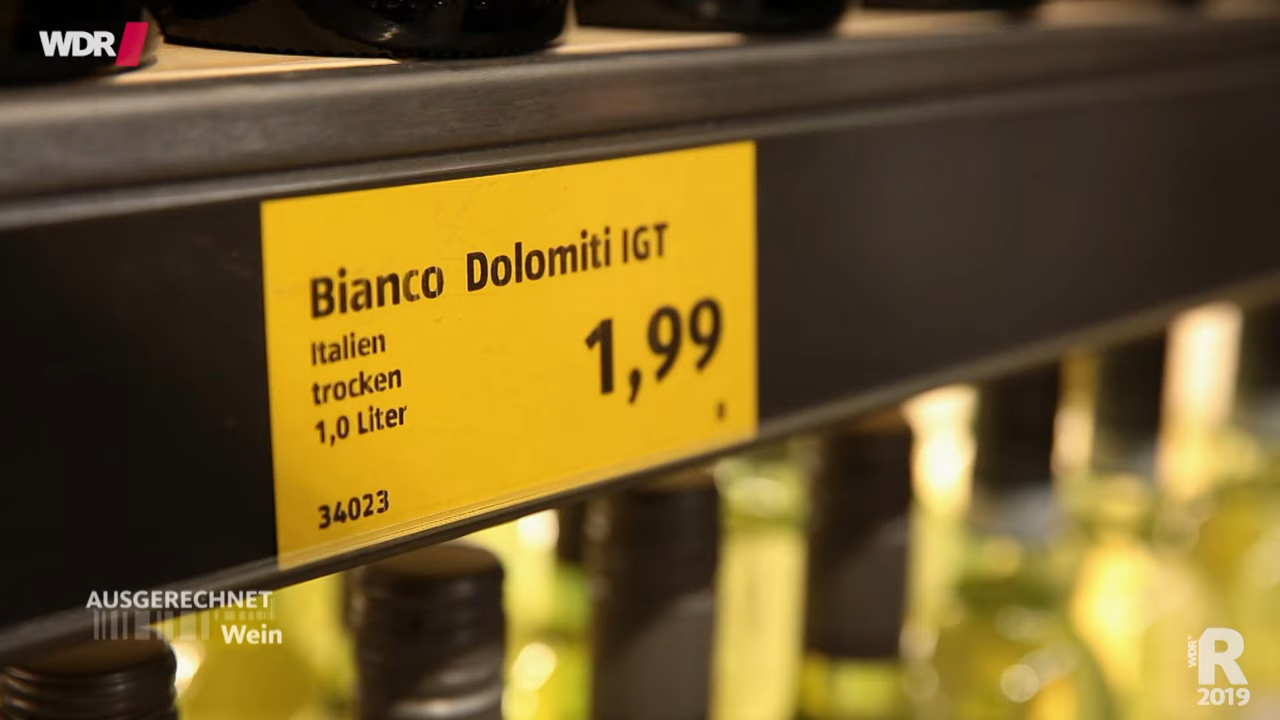 WDR
Bianco Dolomiti IGT
Italien
trocken
1,0 Liter
1,99
34023
AUSGERECHNET
Wein
WDR
R
2019